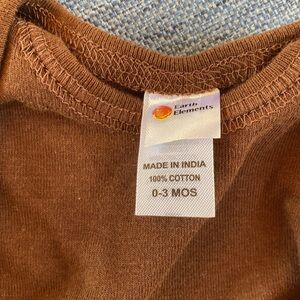 Earth
Elements
MADE IN INDIA
100% COTTON
0-3 MOS